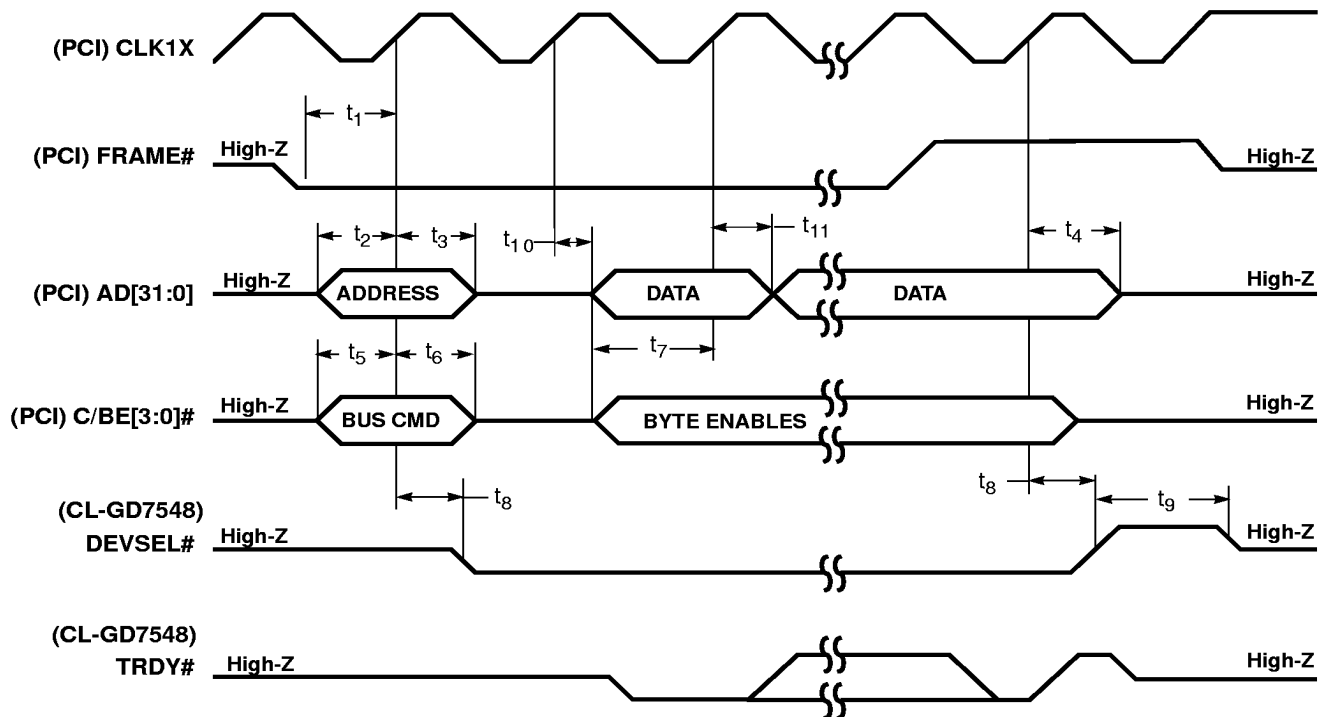 (PCI) CLK1X
t1
(PCI) FRAME#
High-Z
High-Z
t2
t3
t10
t11
t4
(PCI) AD[31:0]
High-Z
ADDRESS
DATA
DATA
High-Z
t5
t6
t7
(PCI) C/BE[3:0]#
High-Z
BUS CMD
BYTE ENABLES
High-Z
t8
t8
t9
(CL-GD7548)
DEVSEL#
High-Z
High-Z
(CL-GD7548)
TRDY#
High-Z
High-Z